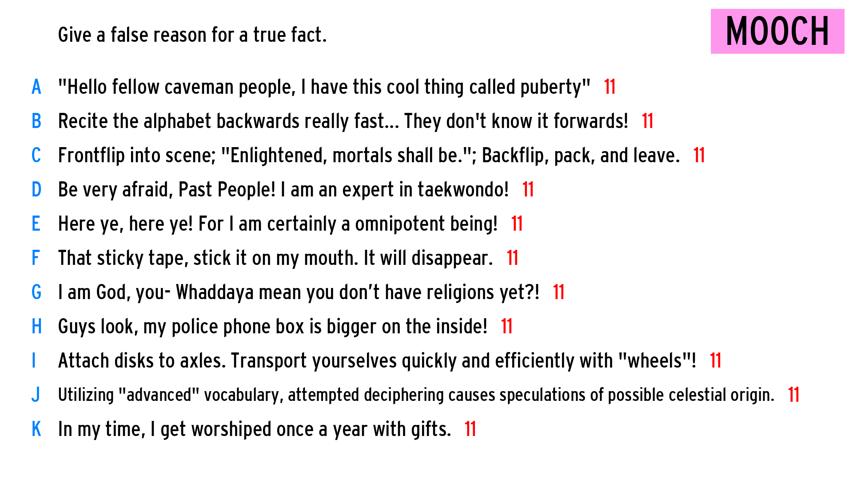 Give a false reason for a true fact.
MOOCH
A "Hello fellow caveman people, I have this cool thing called puberty" 11
B Recite the alphabet backwards really fast... They don't know it forwards! 11
C Frontflip into scene; "Enlightened, mortals shall be."; Backflip, pack, and leave. 11
D Be very afraid, Past People! I am an expert in taekwondo! 11
E Here ye, here ye! For I am certainly a omnipotent being! 11
F That sticky tape, stick it on my mouth. It will disappear. 11
G I am God, you- Whaddaya mean you don’t have religions yet?! 11
H Guys look, my police phone box is bigger on the inside! 11
I Attach disks to axles. Transport yourselves quickly and efficiently with "wheels"! 11
J Utilizing "advanced" vocabulary, attempted deciphering causes speculations of possible celestial origin. 11
K In my time, I get worshiped once a year with gifts. 11